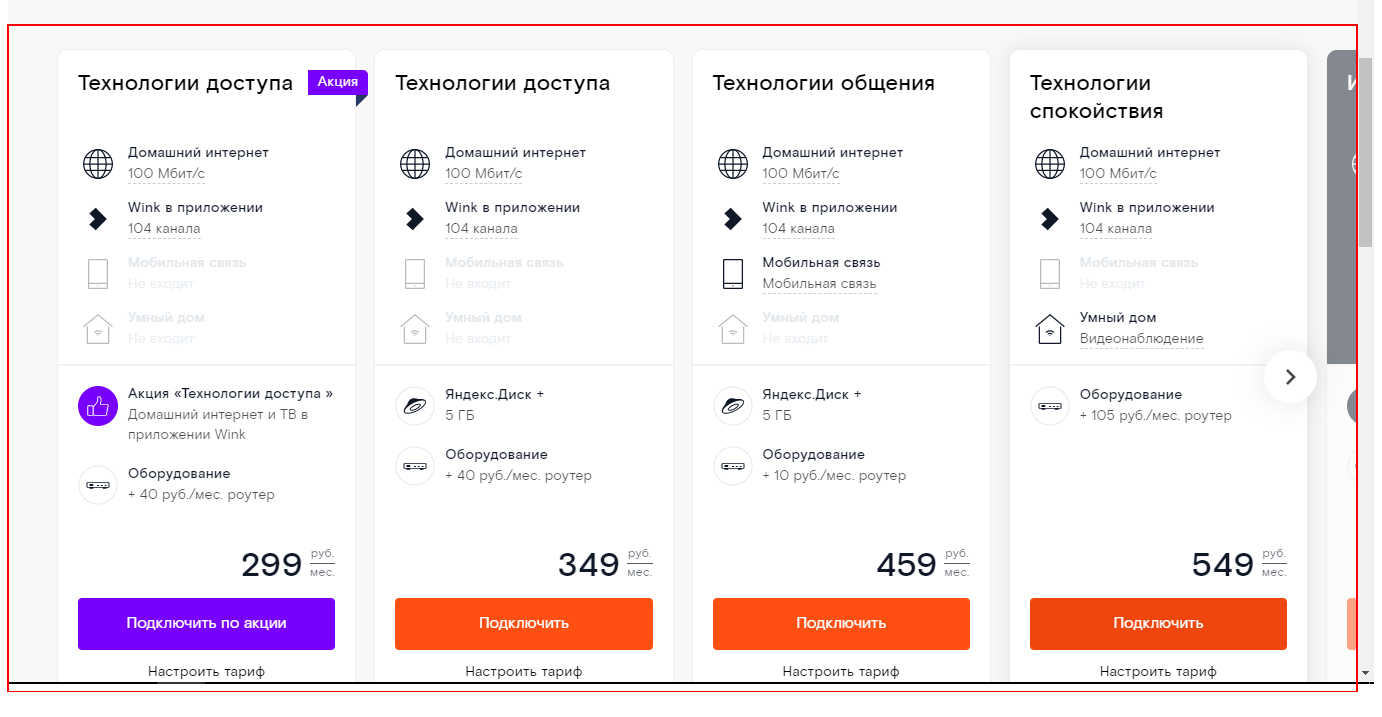 Технологии доступа
Акция
Домашний интернет
100 Мбит/с
Wink в приложении
104 канала
Мобильная связь
Не входит
Умный дом
Не входит
Акция «Технологии доступа »
Домашний интернет и ТВ в
приложении Wink
Оборудование
+ 40 руб./мес. роутер
299 руб.
мес.
Подключить по акции
Настроить тариф
Технологии доступа
Домашний интернет
100 Мбит/с
Wink в приложении
104 канала
Мобильная связь
Не входит
Умный дом
Не входит
Яндекс.Диск +
5 ГБ
Оборудование
+ 40 руб./мес. роутер
349 руб.
мес.
Подключить
Настроить тариф
Технологии общения
Домашний интернет
100 Мбит/с
Wink в приложении
104 канала
Мобильная связь
Мобильная связь
Умный дом
Не входит
Яндекс.Диск +
5 ГБ
Оборудование
+ 10 руб./мес. роутер
459 руб.
мес.
Подключить
Настроить тариф
Технологии
спокойствия
Домашний интернет
100 Мбит/с
Wink в приложении
104 канала
Мобильная связь
Не входит
Умный дом
Видеонаблюдение
Оборудование
+ 105 руб./мес. роутер
549 руб.
мес.
Подключить
Настроить тариф